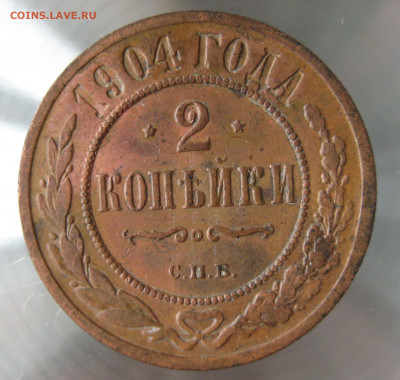 COINS.LAVE.RU
1904 ГОДА
2
КОПѢЙКИ
С.П.Б.